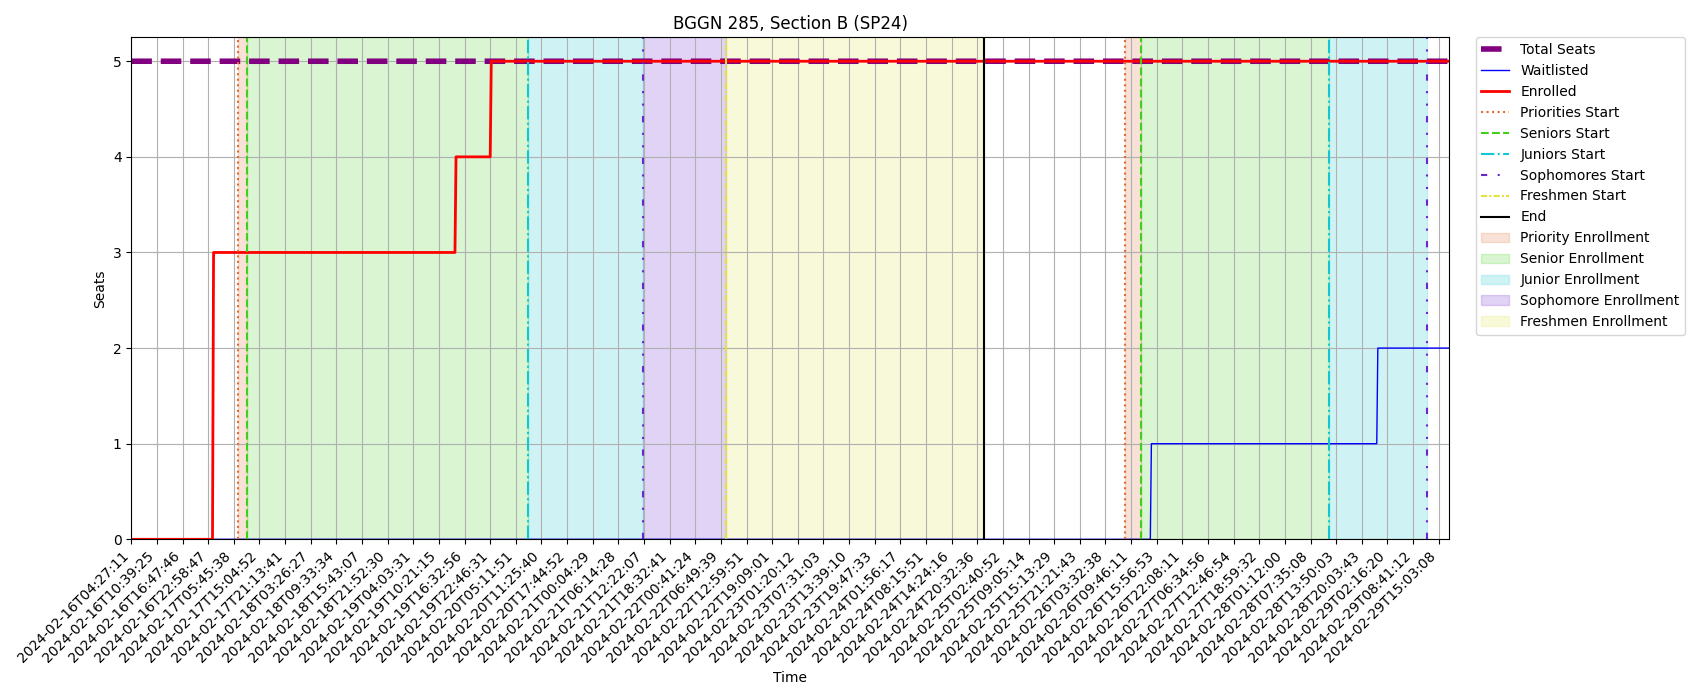 BGGN 285, Section B (SP24)
Seats
5
4
3
2
1
0
2024-02-16T04:27:11
2024-02-16T10:39:25
2024-02-16T16:47:46
2024-02-16T22:58:47
2024-02-17T05:45:38
2024-02-17T15:04:52
2024-02-17T21:13:41
2024-02-18T03:26:27
2024-02-18T09:33:34
2024-02-18T15:43:07
2024-02-18T21:52:30
2024-02-19T04:03:31
2024-02-19T10:21:15
2024-02-19T16:32:56
2024-02-19T22:46:31
2024-02-20T05:11:51
2024-02-20T11:25:40
2024-02-20T17:44:52
2024-02-21T00:04:29
2024-02-21T06:14:28
2024-02-21T12:22:07
2024-02-21T18:32:41
2024-02-22T00:41:24
2024-02-22T06:49:39
2024-02-22T12:59:51
2024-02-22T19:09:01
2024-02-23T01:20:12
2024-02-23T07:31:03
2024-02-23T13:39:10
2024-02-23T19:47:33
2024-02-24T01:56:17
2024-02-24T08:15:51
2024-02-24T14:24:16
2024-02-24T20:32:36
2024-02-25T02:40:52
2024-02-25T09:05:14
2024-02-25T15:13:29
2024-02-25T21:21:43
2024-02-26T03:32:38
2024-02-26T09:46:11
2024-02-26T15:56:53
2024-02-26T22:08:11
2024-02-27T06:34:56
2024-02-27T12:46:54
2024-02-27T18:59:32
2024-02-28T01:12:00
2024-02-28T07:35:08
2024-02-28T13:50:03
2024-02-28T20:03:43
2024-02-29T02:16:20
2024-02-29T08:41:12
2024-02-29T15:03:08
Time
Total Seats
Waitlisted
Enrolled
Priorities Start
Seniors Start
Juniors Start
Sophomores Start
Freshmen Start
End
Priority Enrollment
Senior Enrollment
Junior Enrollment
Sophomore Enrollment
Freshmen Enrollment